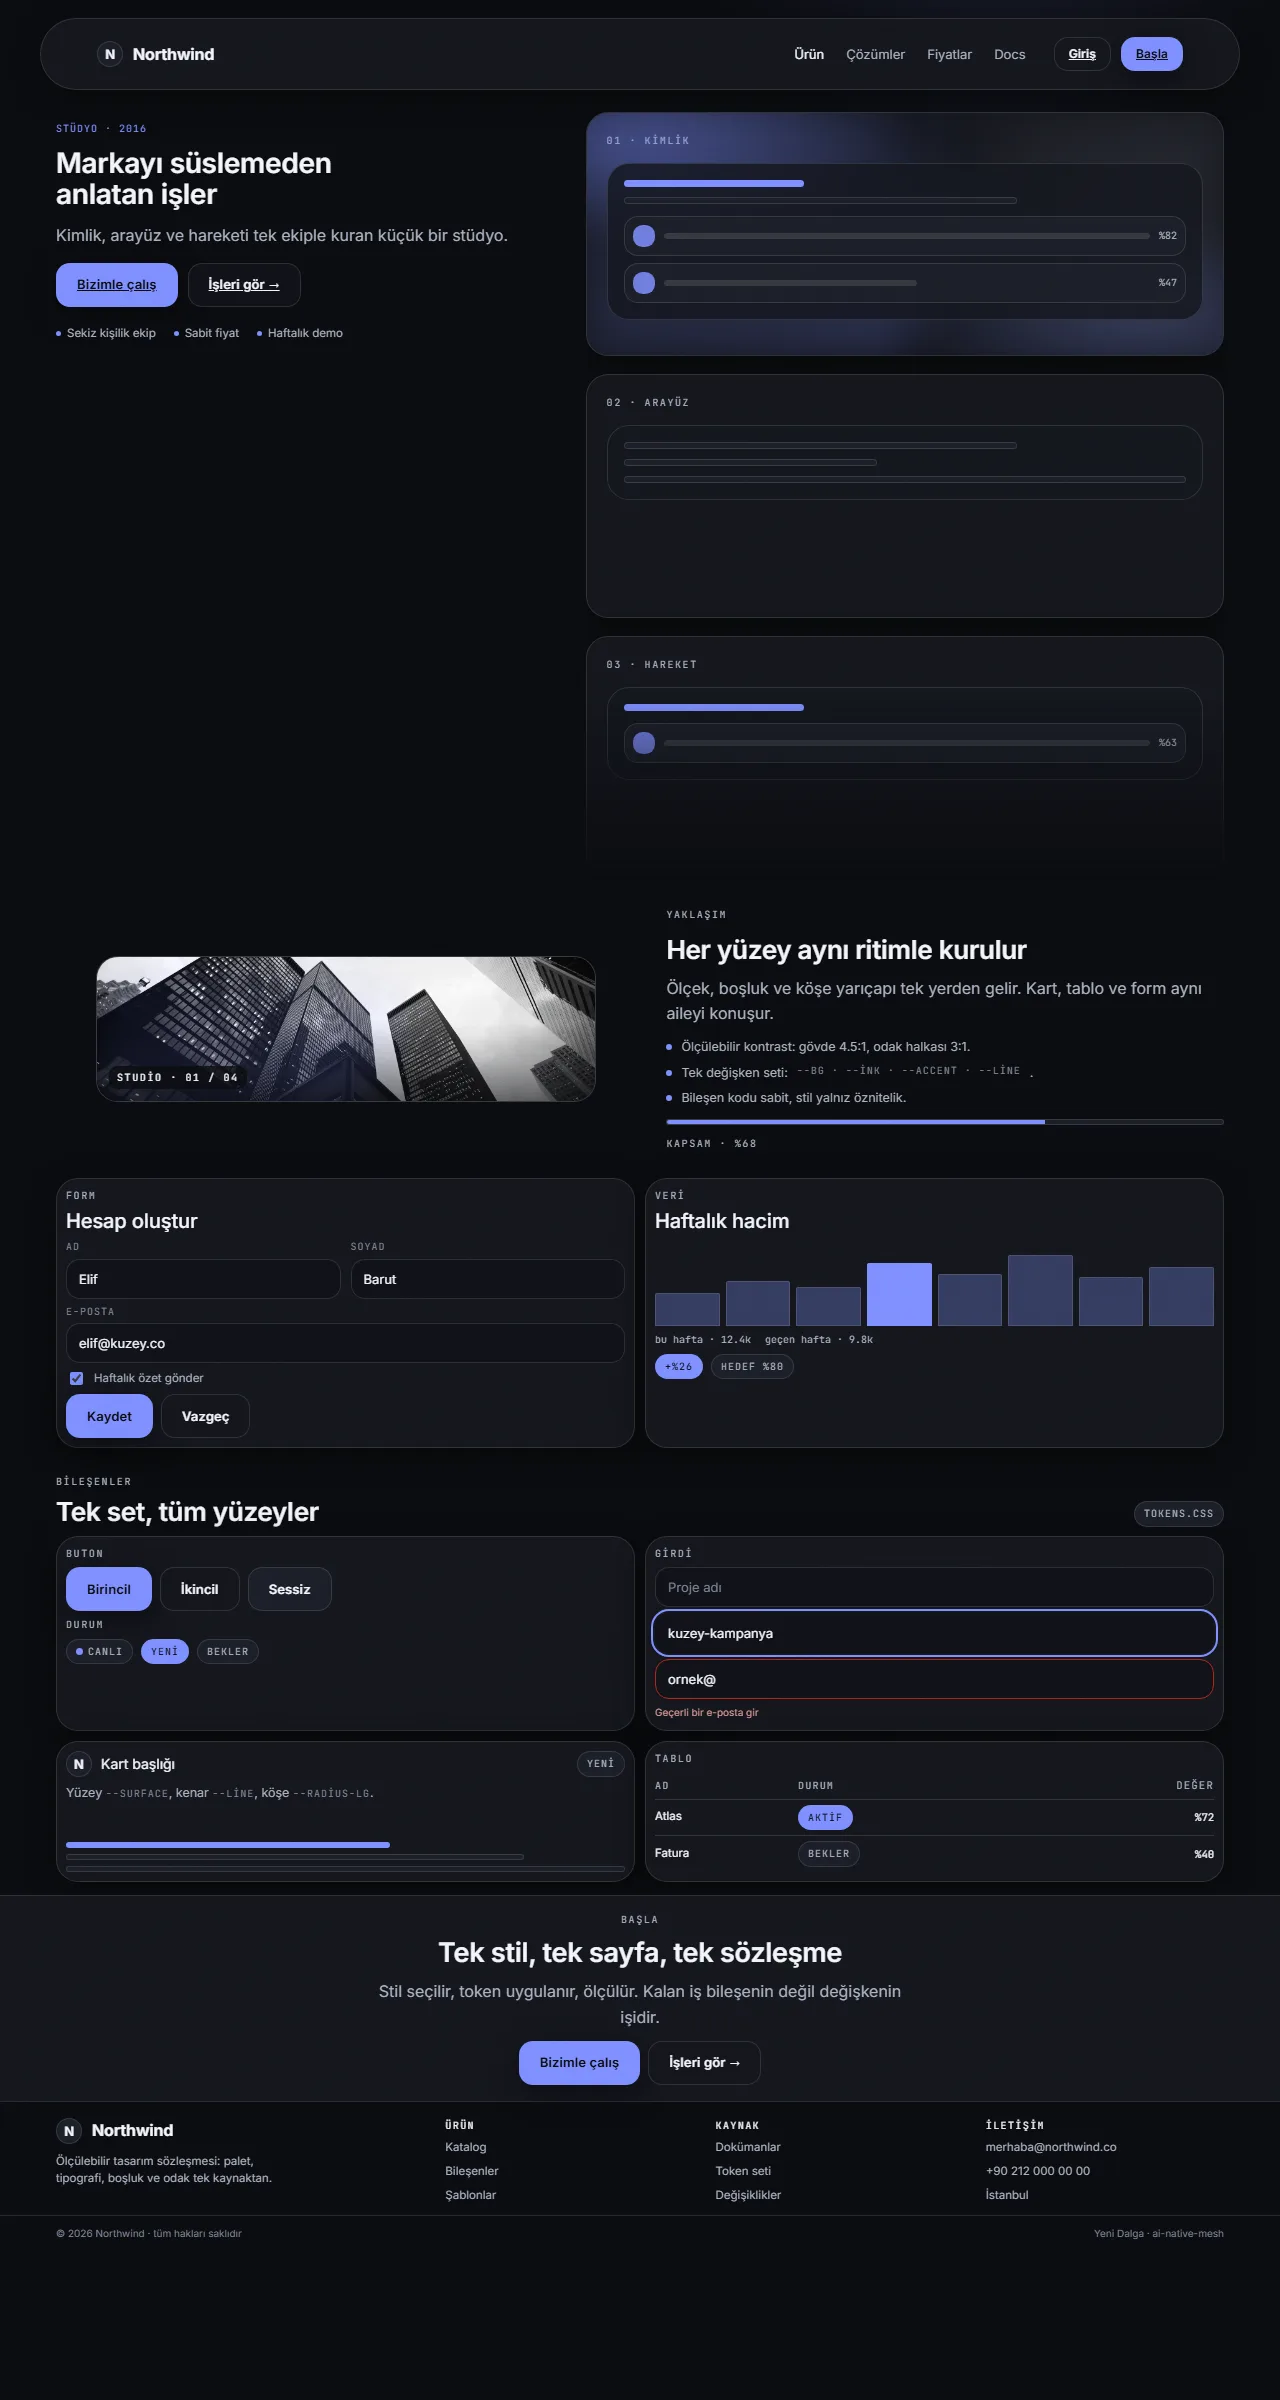 N Northwind
Ürün Çözümler Fiyatlar Docs Giriş Başla
STÜDYO · 2016
Markayı süslemeden
anlatan işler
Kimlik, arayüz ve hareketi tek ekiple kuran küçük bir stüdyo.
Bizimle çalış İşleri gör →
Sekiz kişilik ekip Sabit fiyat Haftalık demo
01 · KİMLİK
%82
%47
02 · ARAYÜZ
03 · HAREKET
%63
STUDİO · 01 / 04
YAKLAŞIM
Her yüzey aynı ritimle kurulur
Ölçek, boşluk ve köşe yarıçapı tek yerden gelir. Kart, tablo ve form aynı
aileyi konuşur.
Ölçülebilir kontrast: gövde 4.5:1, odak halkası 3:1.
Tek değişken seti: --BG · --İNK · --ACCENT · --LİNE .
Bileşen kodu sabit, stil yalnız öznitelik.
KAPSAM · %68
FORM
Hesap oluştur
AD SOYAD
Elif Barut
E-POSTA
elif@kuzey.co
Haftalık özet gönder
Kaydet Vazgeç
VERİ
Haftalık hacim
bu hafta · 12.4k geçen hafta · 9.8k
+%26 HEDEF %80
BİLEŞENLER
Tek set, tüm yüzeyler
TOKENS.CSS
BUTON
Birincil İkincil Sessiz
DURUM
CANLI YENİ BEKLER
GİRDİ
Proje adı
kuzey-kampanya
ornek@
Geçerli bir e-posta gir
N Kart başlığı YENİ
Yüzey --SURFACE, kenar --LİNE, köşe --RADİUS-LG.
TABLO
AD DURUM DEĞER
Atlas AKTİF %72
Fatura BEKLER %40
BAŞLA
Tek stil, tek sayfa, tek sözleşme
Stil seçilir, token uygulanır, ölçülür. Kalan iş bileşenin değil değişkenin
işidir.
Bizimle çalış İşleri gör →
N Northwind
Ölçülebilir tasarım sözleşmesi: palet,
tipografi, boşluk ve odak tek kaynaktan.
ÜRÜN
Katalog
Bileşenler
Şablonlar
KAYNAK
Dokümanlar
Token seti
Değişiklikler
İLETİŞİM
merhaba@northwind.co
+90 212 000 00 00
İstanbul
© 2026 Northwind · tüm hakları saklıdır
Yeni Dalga · ai-native-mesh